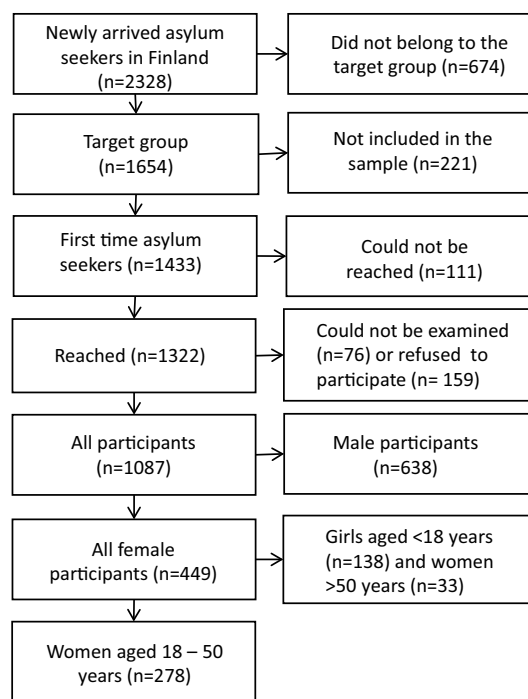 Newly arrived asylum
seekers in Finland
(n=2328)
Did not belong to the
target group (n=674)
Target group
(n=1654)
Not included in the
sample (n=221)
First time asylum
seekers (n=1433)
Could not be
reached (n=111)
Reached (n=1322)
Could not be examined
(n=76) or refused to
participate (n= 159)
All participants
(n=1087)
Male participants
(n=638)
All female
participants (n=449)
Girls aged <18 years
(n=138) and women
>50 years (n=33)
Women aged 18 – 50
years (n=278)